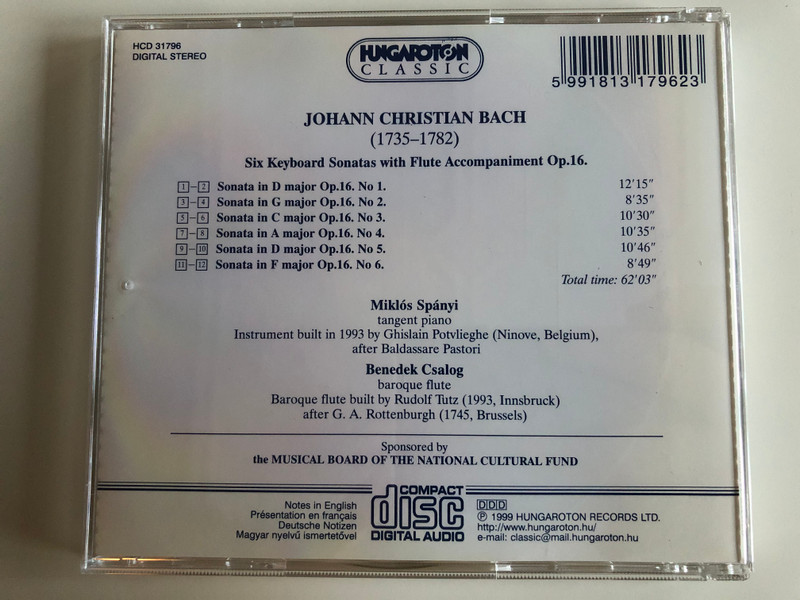 HCD 31796
DIGITAL STEREO
HUNGAROTON
CLASSIC
5 991813 179623
JOHANN CHRISTIAN BACH
(1735–1782)
Six Keyboard Sonatas with Flute Accompaniment Op.16.
1–2 Sonata in D major Op.16. No 1. 12'15"
3–4 Sonata in G major Op.16. No 2. 8'35"
5–6 Sonata in C major Op.16. No 3. 10'30"
7–8 Sonata in A major Op.16. No 4. 10'35"
9–10 Sonata in D major Op.16. No 5. 10'46"
11–12 Sonata in F major Op.16. No 6. 8'49"
Total time: 62'03"
Miklós Spányi
tangent piano
Instrument built in 1993 by Ghislain Potvlieghe (Ninove, Belgium),
after Baldassare Pastori
Benedek Csalog
baroque flute
Baroque flute built by Rudolf Tutz (1993, Innsbruck)
after G. A. Rottenburgh (1745, Brussels)
Sponsored by
the MUSICAL BOARD OF THE NATIONAL CULTURAL FUND
Notes in English
Présentation en français
Deutsche Notizen
Magyar nyelvű ismertetővel
COMPACT
disc
DIGITAL AUDIO
DDD
℗ 1999 HUNGAROTON RECORDS LTD.
http://www.hungaroton.hu/
e-mail: classic@mail.hungaroton.hu